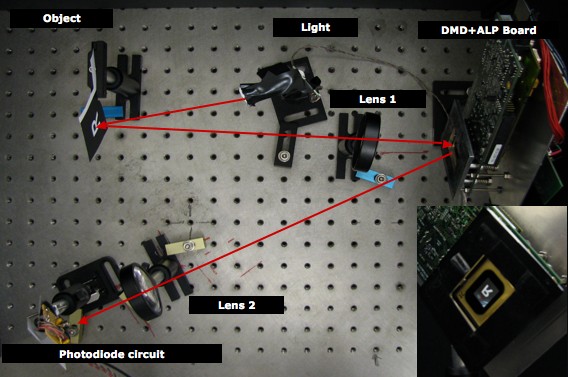 Object
Light
DMD+ALP Board
Lens 1
R
Lens 2
R
Photodiode circuit